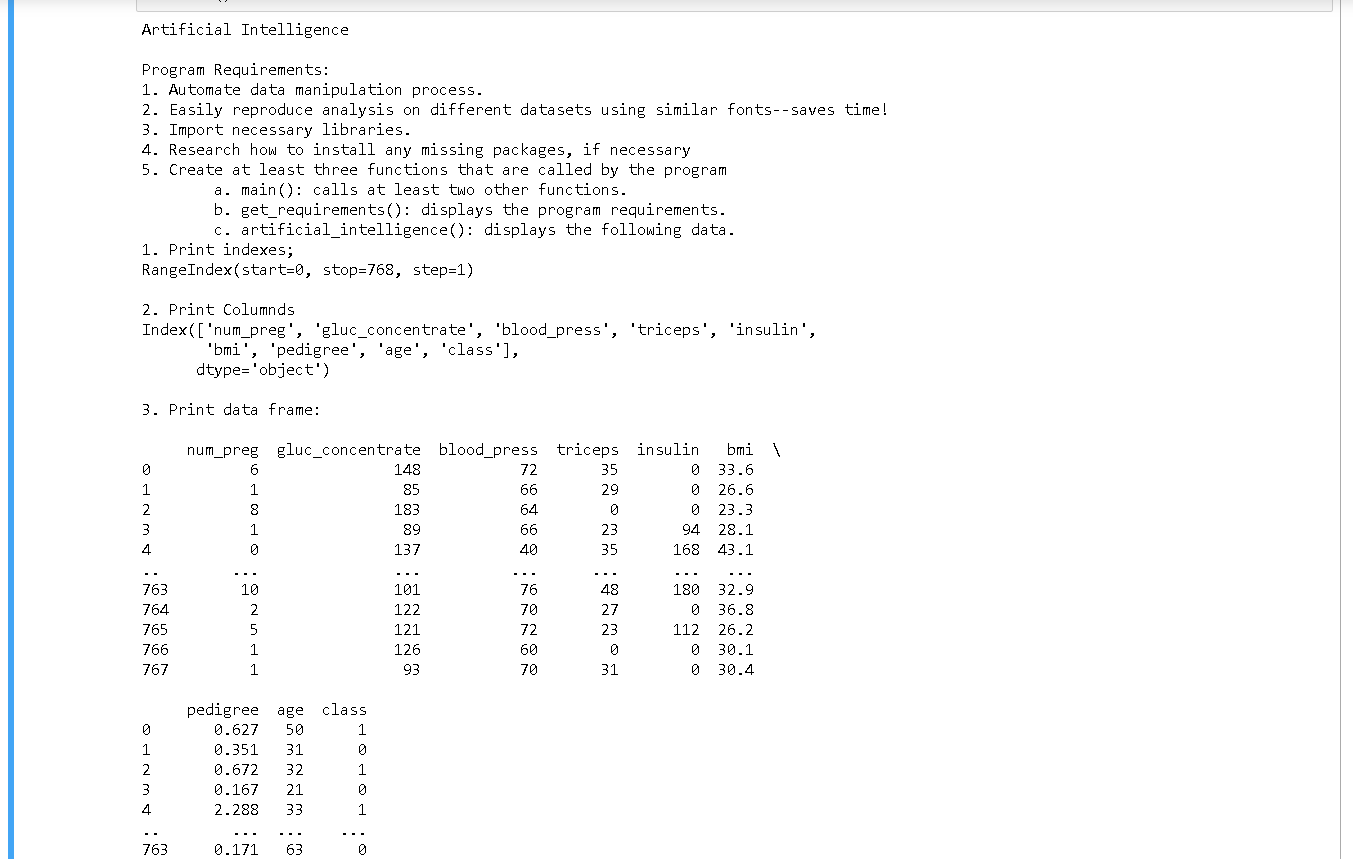 Artificial Intelligence
Program Requirements:
1. Automate data manipulation process.
2. Easily reproduce analysis on different datasets using similar fonts--saves time!
3. Import necessary libraries.
4. Research how to install any missing packages, if necessary
5. Create at least three functions that are called by the program
a. main(): calls at least two other functions.
b. get_requirements(): displays the program requirements.
c. artificial_intelligence(): displays the following data.
1. Print indexes;
RangeIndex(start=0, stop=768, step=1)
2. Print Columnds
Index(['num_preg', 'gluc_concentrate', 'blood_press', 'triceps', 'insulin',
'bmi', 'pedigree', 'age', 'class'],
dtype='object')
3. Print data frame:
num_preg gluc_concentrate blood_press triceps insulin bmi \
0 6 148 72 35 0 33.6
1 1 85 66 29 0 26.6
2 8 183 64 0 0 23.3
3 1 89 66 23 94 28.1
4 0 137 40 35 168 43.1
.. ... ... ... ... ... ...
763 10 101 76 48 180 32.9
764 2 122 70 27 0 36.8
765 5 121 72 23 112 26.2
766 1 126 60 0 0 30.1
767 1 93 70 31 0 30.4
pedigree age class
0 0.627 50 1
1 0.351 31 0
2 0.672 32 1
3 0.167 21 0
4 2.288 33 1
.. ... ... ...
763 0.171 63 0